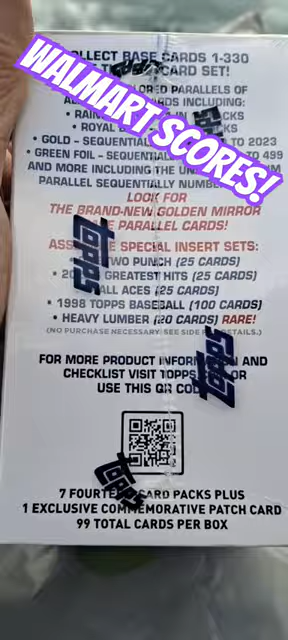 COLLECT BASE CARDS 1-330
CARD SET!
WALMART SCORES!
COLORED PARALLELS OF
CARDS INCLUDING:
• ROYAL
• GOLD – SEQUENTIAL TO 2023
• GREEN FOIL – SEQUENTIAL TO 499
AND MORE INCLUDING THE
PARALLEL SEQUENTIALLY
LOOK FOR
THE BRAND-NEW GOLDEN MIRROR
PARALLEL CARDS!
SPECIAL INSERT SETS:
TWO PUNCH (25 CARDS)
GREATEST HITS (25 CARDS)
ALL ACES (25 CARDS)
• 1998 TOPPS BASEBALL (100 CARDS)
• HEAVY LUMBER (20 CARDS) RARE!
(NO PURCHASE NECESSARY SEE SIDE DETAILS.)
topps
topps
FOR MORE PRODUCT INFORMATION AND
CHECKLIST VISIT TOPPS OR
USE THIS QR CODE
topps
7 FOURTEEN CARD PACKS PLUS
1 EXCLUSIVE COMMEMORATIVE PATCH CARD
99 TOTAL CARDS PER BOX